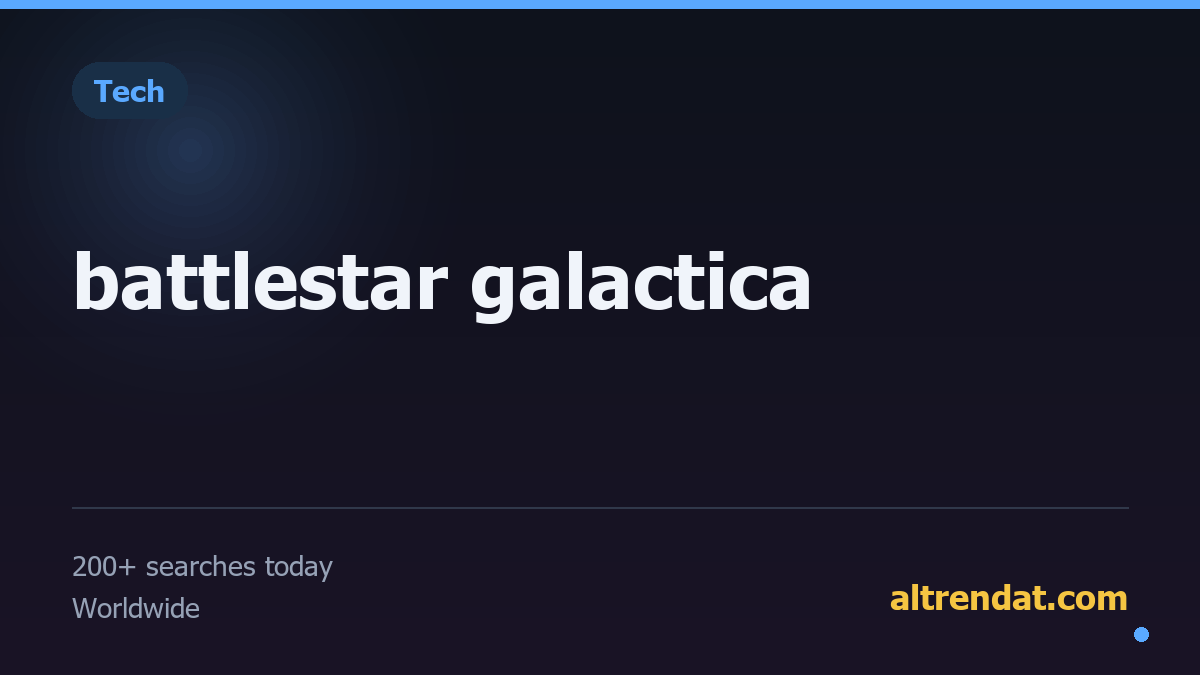 Tech
battlestar galactica
200+ searches today
Worldwide
altrendat.com